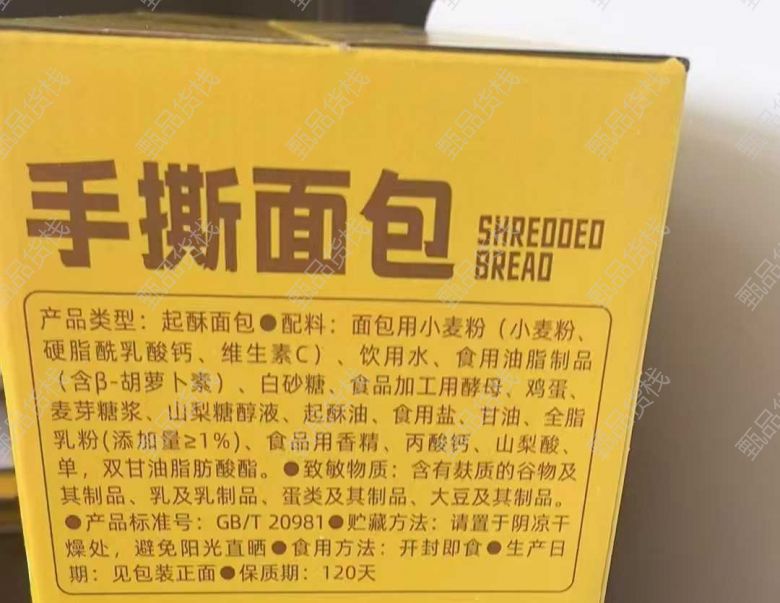 手撕面包
SHREDDED
BREAD
产品类型：起酥面包●配料：面包用小麦粉（小麦粉、
硬脂酰乳酸钙、维生素C）、饮用水、食用油脂制品
（含β-胡萝卜素）、白砂糖、食品加工用酵母、鸡蛋、
麦芽糖浆、山梨糖醇液、起酥油、食用盐、甘油、全脂
乳粉(添加量≥1%)、食品用香精、丙酸钙、山梨酸、
单，双甘油脂肪酸酯。●致敏物质：含有麸质的谷物及
其制品、乳及乳制品、蛋类及其制品、大豆及其制品。
●产品标准号：GB/T 20981●贮藏方法：请置于阴凉干
燥处，避免阳光直晒●食用方法：开封即食●生产日
期：见包装正面●保质期：120天
甄品货栈